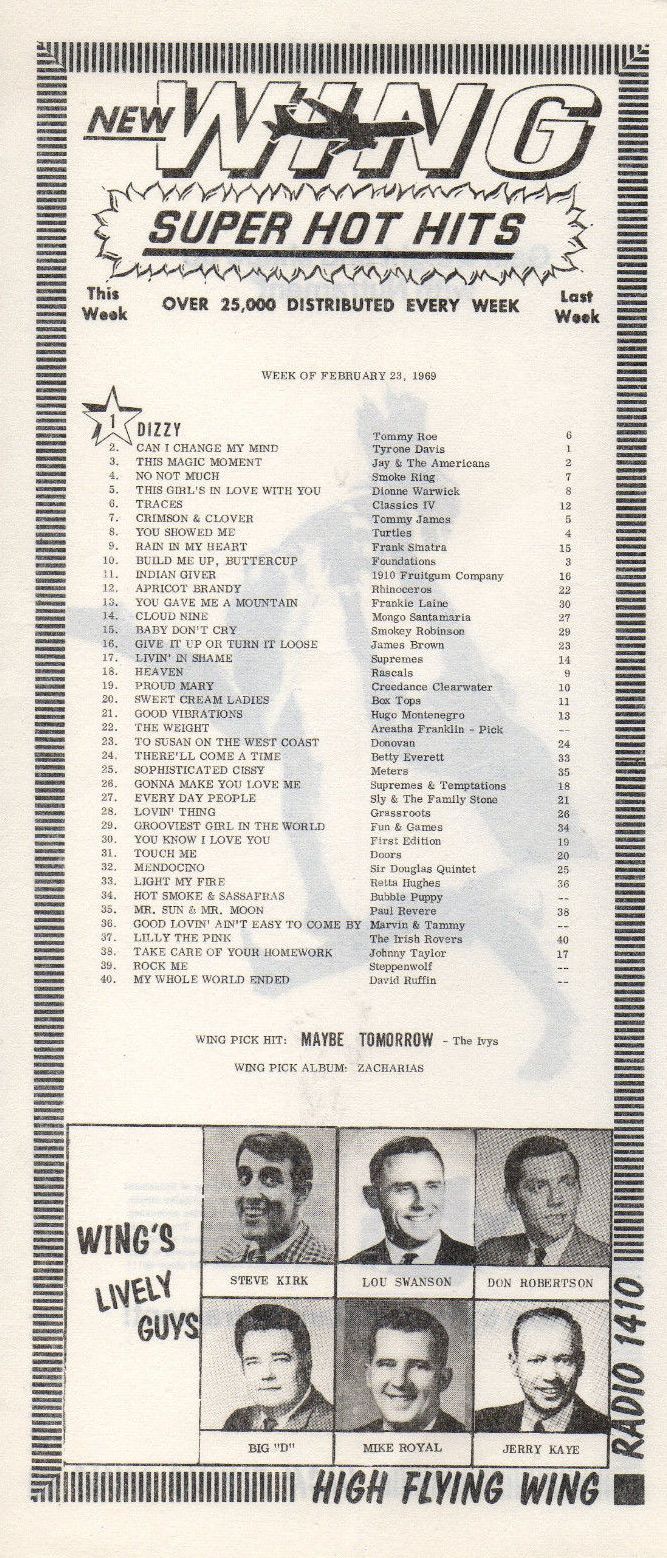 NEW WING
SUPER HOT HITS
This Week OVER 25,000 DISTRIBUTED EVERY WEEK Last Week
WEEK OF FEBRUARY 23, 1969
1 DIZZY Tommy Roe 6
2. CAN I CHANGE MY MIND Tyrone Davis 1
3. THIS MAGIC MOMENT Jay & The Americans 2
4. NO NOT MUCH Smoke Ring 7
5. THIS GIRL'S IN LOVE WITH YOU Dionne Warwick 8
6. TRACES Classics IV 12
7. CRIMSON & CLOVER Tommy James 5
8. YOU SHOWED ME Turtles 4
9. RAIN IN MY HEART Frank Sinatra 15
10. BUILD ME UP, BUTTERCUP Foundations 3
11. INDIAN GIVER 1910 Fruitgum Company 16
12. APRICOT BRANDY Rhinoceros 22
13. YOU GAVE ME A MOUNTAIN Frankie Laine 30
14. CLOUD NINE Mongo Santamaria 27
15. BABY DON'T CRY Smokey Robinson 29
16. GIVE IT UP OR TURN IT LOOSE James Brown 23
17. LIVIN' IN SHAME Supremes 14
18. HEAVEN Rascals 9
19. PROUD MARY Creedance Clearwater 10
20. SWEET CREAM LADIES Box Tops 11
21. GOOD VIBRATIONS Hugo Montenegro 13
22. THE WEIGHT Areatha Franklin - Pick --
23. TO SUSAN ON THE WEST COAST Donovan 24
24. THERE'LL COME A TIME Betty Everett 33
25. SOPHISTICATED CISSY Meters 35
26. GONNA MAKE YOU LOVE ME Supremes & Temptations 18
27. EVERY DAY PEOPLE Sly & The Family Stone 21
28. LOVIN' THING Grassroots 26
29. GROOVIEST GIRL IN THE WORLD Fun & Games 34
30. YOU KNOW I LOVE YOU First Edition 19
31. TOUCH ME Doors 20
32. MENDOCINO Sir Douglas Quintet 25
33. LIGHT MY FIRE Retta Hughes 36
34. HOT SMOKE & SASSAFRAS Bubble Puppy --
35. MR. SUN & MR. MOON Paul Revere 38
36. GOOD LOVIN' AIN'T EASY TO COME BY Marvin & Tammy --
37. LILLY THE PINK The Irish Rovers 40
38. TAKE CARE OF YOUR HOMEWORK Johnny Taylor 17
39. ROCK ME Steppenwolf --
40. MY WHOLE WORLD ENDED David Ruffin --
WING PICK HIT: MAYBE TOMORROW - The Ivys
WING PICK ALBUM: ZACHARIAS
WING'S
LIVELY
GUYS
STEVE KIRK LOU SWANSON DON ROBERTSON
BIG "D" MIKE ROYAL JERRY KAYE
RADIO 1410
HIGH FLYING WING